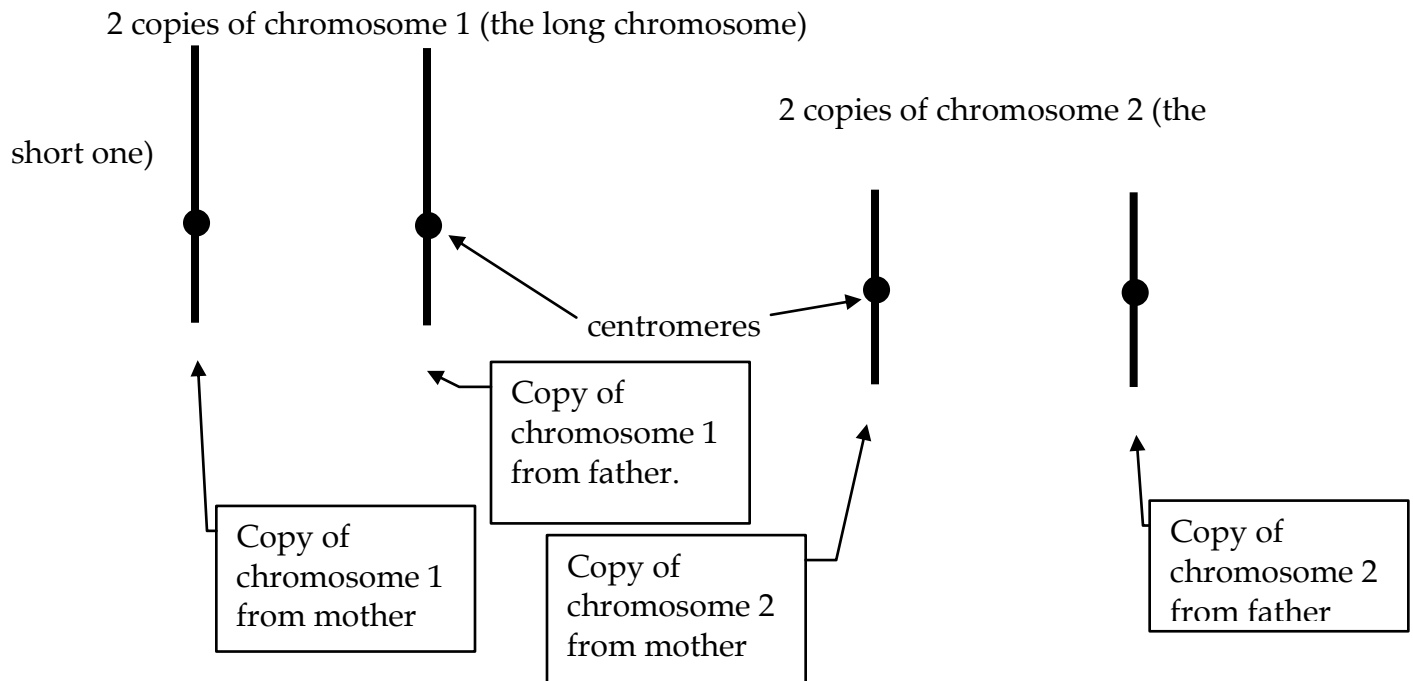 2 copies of chromosome 1 (the long chromosome)
2 copies of chromosome 2 (the
short one)
centromeres
Copy of
chromosome 1
from father.
Copy of
chromosome 1
from mother
Copy of
chromosome 2
from mother
Copy of
chromosome 2
from father